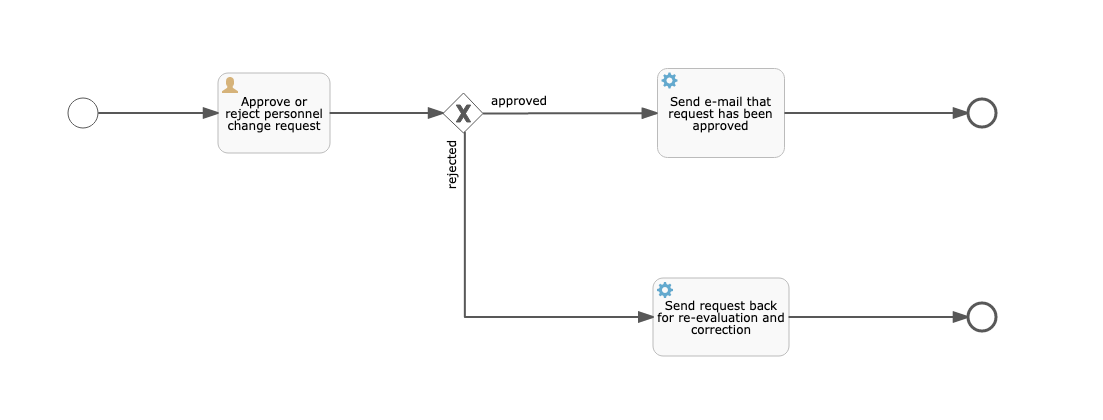 Approve or
reject personnel
change request
approved
rejected
Send e-mail that
request has been
approved
Send request back
for re-evaluation and
correction